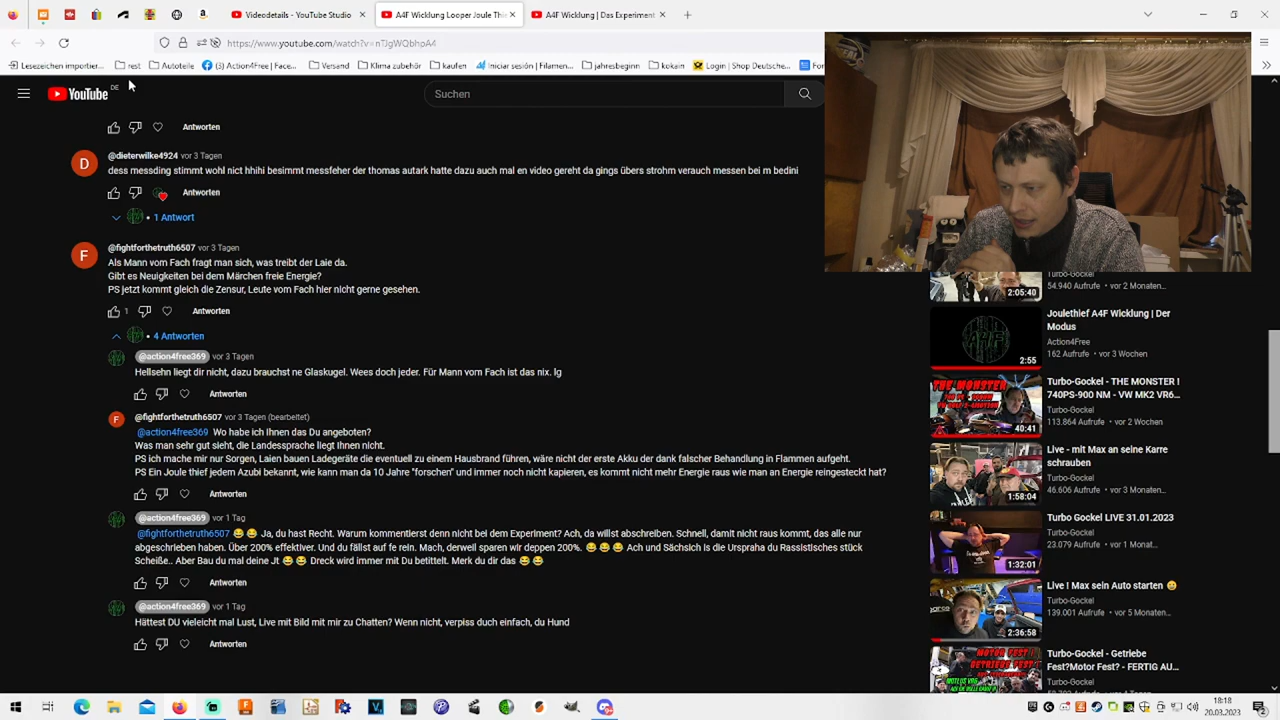 Videodetails - YouTube Studio
A4F Wicklung Looper Joule Thie
A4F Wicklung | Das Experiment
https://www.youtube.com/watch?v=nTJgWQbhpA4
Lesezeichen importier...
rest
Autoteile
(3) Action4Free | Face...
Versand
Klima zubehör
kaufen
Iniciar sesión | Filamen...
jahresbeginn
kokain
Login | Shop Deutsche...
For
YouTube
DE
Suchen
Antworten
@dieterwilke4924 vor 3 Tagen
dess messding stimmt wohl nict hhihi besimmt messfeher der thomas autark hatte dazu auch mal en video gereht da gings übers strohm verauch messen bei m bedini
Antworten
• 1 Antwort
@fightforthetruth6507 vor 3 Tagen
Als Mann vom Fach fragt man sich, was treibt der Laie da.
Gibt es Neuigkeiten bei dem Märchen freie Energie?
PS jetzt kommt gleich die Zensur, Leute vom Fach hier nicht gerne gesehen.
1
Antworten
• 4 Antworten
@action4free369 vor 3 Tagen
Hellsehn liegt dir nicht, dazu brauchst ne Glaskugel. Wees doch jeder. Für Mann vom Fach ist das nix. lg
Antworten
@fightforthetruth6507 vor 3 Tagen (bearbeitet)
@action4free369 Wo habe ich Ihnen das Du angeboten?
Was man sehr gut sieht, die Landessprache liegt Ihnen nicht.
PS ich mache mir nur Sorgen, Laien bauen Ladegeräte die eventuell zu einem Hausbrand führen, wäre nicht der erste Akku der dank falscher Behandlung in Flammen aufgeht.
PS Ein Joule thief jedem Azubi bekannt, wie kann man da 10 Jahre "forschen" und immer noch nicht kapieren, es kommt nicht mehr Energie raus wie man an Energie reingesteckt hat?
Antworten
@action4free369 vor 1 Tag
@fightforthetruth6507 😂 😂 Ja, du hast Recht. Warum kommentierst denn nicht bei dem Experiment? Ach, da willst abschreiben. Schnell, damit nicht raus kommt, das alle nur
abgeschrieben haben. Über 200% effektiver. Und du fällst auf fe rein. Mach, derweil sparen wir deppen 200%. 😂 😂 😂 Ach und Sächsich is die Ursprahu du Rassistisches stück
Scheiße.. Aber Bau du mal deine Jt 😂 😂 Dreck wird immer mit Du betittelt. Merk du dir das 😂 😂
Antworten
@action4free369 vor 1 Tag
Hättest DU vieleicht mal Lust, Live mit Bild mit mir zu Chatten? Wenn nicht, verpiss duch einfach, du Hund
Antworten
Turbo-Gockel
54.940 Aufrufe • vor 2 Monaten...
2:05:40
Joulethief A4F Wicklung | Der
Modus
Action4Free
162 Aufrufe • vor 3 Wochen
A4F
2:55
THE MONSTER
Turbo-Gockel - THE MONSTER !
740PS-900 NM - VW MK2 VR6...
Turbo-Gockel
113.864 Aufrufe • vor 2 Wochen
40:41
Live - mit Max an seine Karre
schrauben
Turbo-Gockel
46.606 Aufrufe • vor 3 Monaten...
1:58:04
Turbo Gockel LIVE 31.01.2023
Turbo-Gockel
23.079 Aufrufe • vor 1 Monat...
1:32:01
Live ! Max sein Auto starten 😀
Turbo-Gockel
139.001 Aufrufe • vor 5 Monaten...
2:36:58
MOTOR FEST !
GETRIEBE FEST !
Turbo-Gockel - Getriebe
Fest?Motor Fest? - FERTIG AU...
Turbo-Gockel
18:18
20.03.2023